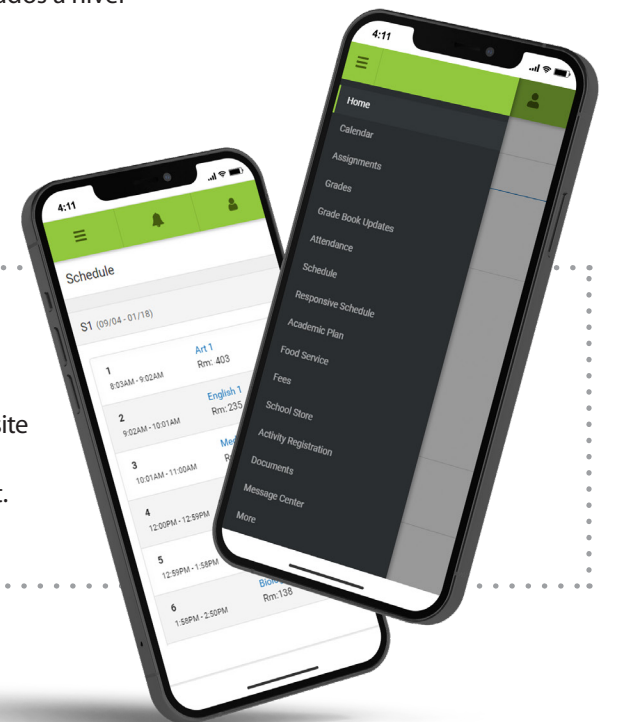 ados a nivel
4:11
Home
Calendar
Assignments
Grades
Grade Book Updates
Attendance
Schedule
Responsive Schedule
Academic Plan
Food Service
Fees
School Store
Activity Registration
Documents
Message Center
More
4:11
Schedule
S1 (09/04 - 01/18)
1 Art 1
8:03AM - 9:02AM Rm: 403
2 English 1
9:02AM - 10:01AM Rm: 235
3
10:01AM - 11:00AM
4
12:00PM - 12:59PM
5
12:59PM - 1:58PM
6
1:58PM - 2:50PM Rm:138
site
t.